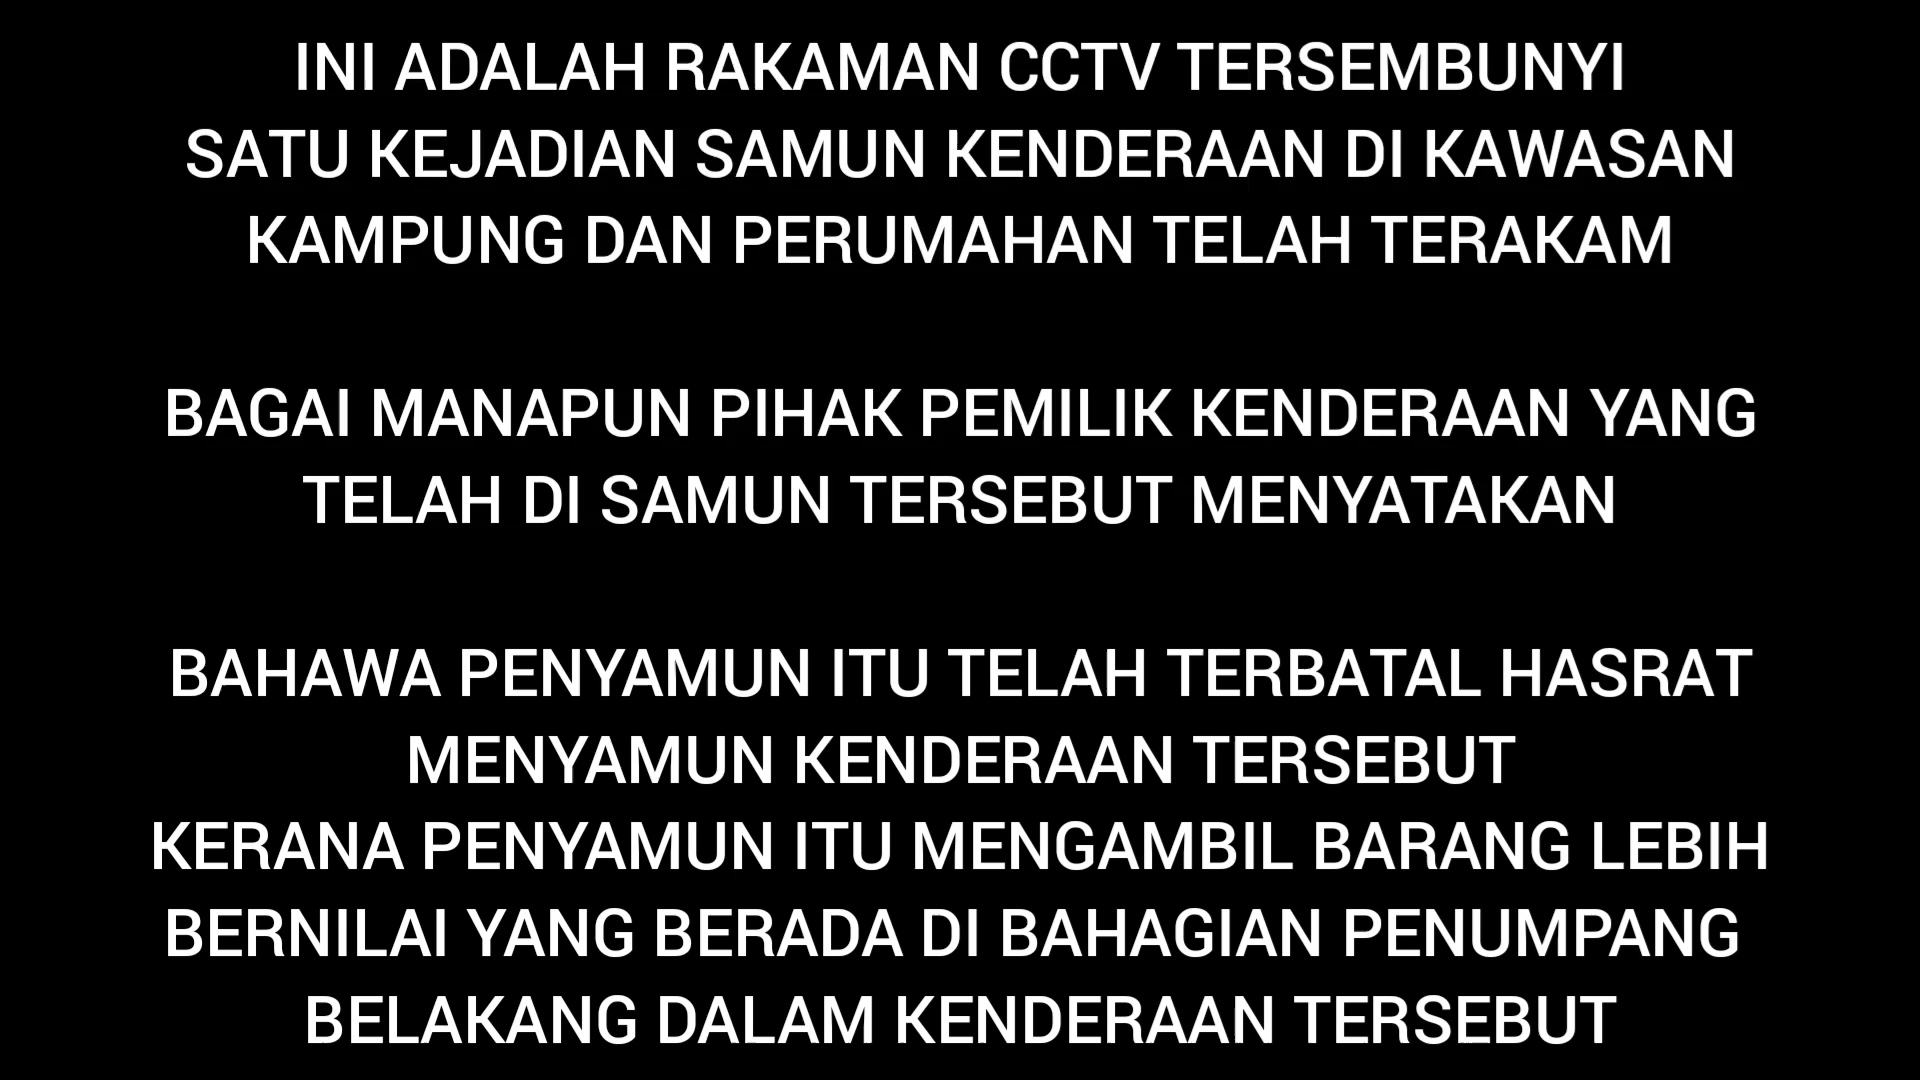 INI ADALAH RAKAMAN CCTV TERSEMBUNYI
SATU KEJADIAN SAMUN KENDERAAN DI KAWASAN
KAMPUNG DAN PERUMAHAN TELAH TERAKAM
BAGAI MANAPUN PIHAK PEMILIK KENDERAAN YANG
TELAH DI SAMUN TERSEBUT MENYATAKAN
BAHAWA PENYAMUN ITU TELAH TERBATAL HASRAT
MENYAMUN KENDERAAN TERSEBUT
KERANA PENYAMUN ITU MENGAMBIL BARANG LEBIH
BERNILAI YANG BERADA DI BAHAGIAN PENUMPANG
BELAKANG DALAM KENDERAAN TERSEBUT